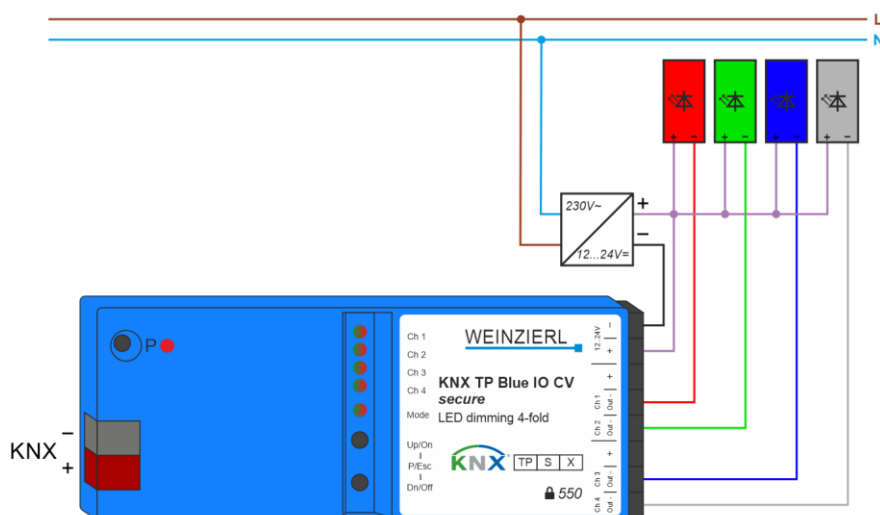 L
N
+ − + − + − + −
230V~
+
−
12...24V=
P
KNX
−
+
Ch 1
Ch 2
Ch 3
Ch 4
Mode
Up/On
I
P/Esc
I
Dn/Off
WEINZIERL
KNX TP Blue IO CV
secure
LED dimming 4-fold
KNX
TP S X
550
12..24V − +
+
Ch 1 Out -
Ch 2 Out -
+
Ch 3 Out -
Ch 4 Out -